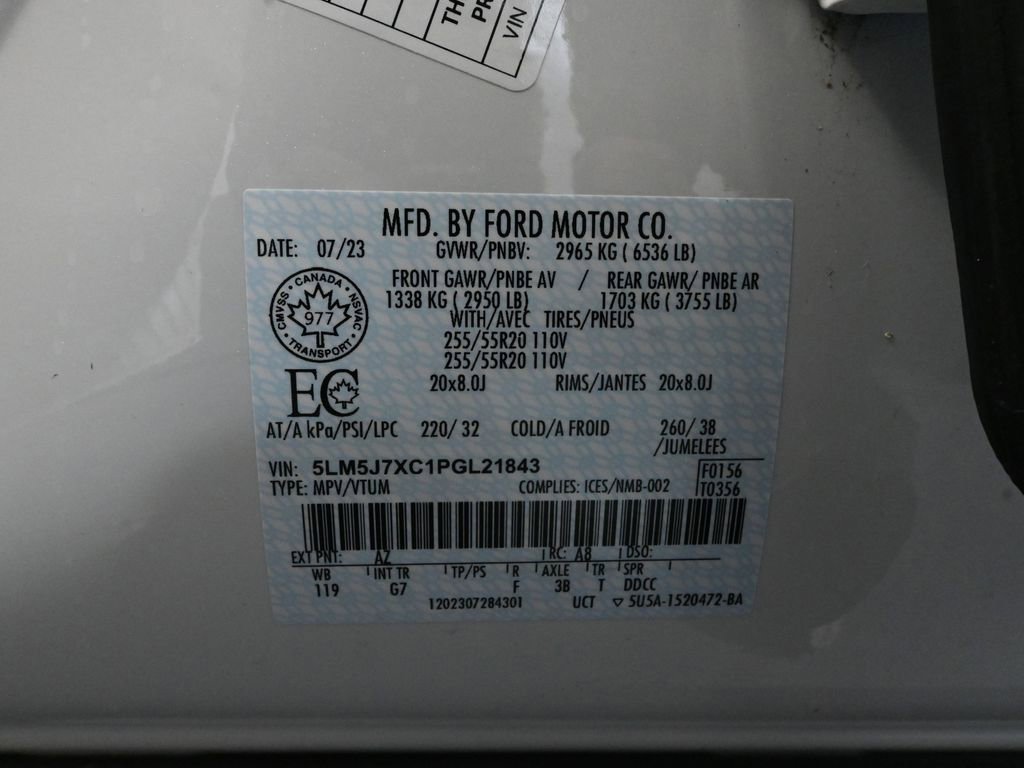 TH
PR
VIN
MFD. BY FORD MOTOR CO.
DATE: 07/23 GVWR/PNBV: 2965 KG ( 6536 LB)
FRONT GAWR/PNBE AV / REAR GAWR/ PNBE AR
1338 KG ( 2950 LB) 1703 KG ( 3755 LB)
WITH/AVEC TIRES/PNEUS
255/55R20 110V
255/55R20 110V
20x8.0J RIMS/JANTES 20x8.0J
CANADA
CMVSS NSVAC
977
TRANSPORT
EC
AT/A kPa/PSI/LPC 220/ 32 COLD/A FROID 260/ 38
/JUMELEES
VIN: 5LM5J7XC1PGL21843 F0156
TYPE: MPV/VTUM COMPLIES: ICES/NMB-002 T0356
EXT PNT: AZ RC: A8 DSO:
WB INT TR TP/PS R AXLE TR SPR
119 G7 F 3B T DDCC
1202307284301 UCT ▽ 5U5A-1520472-BA